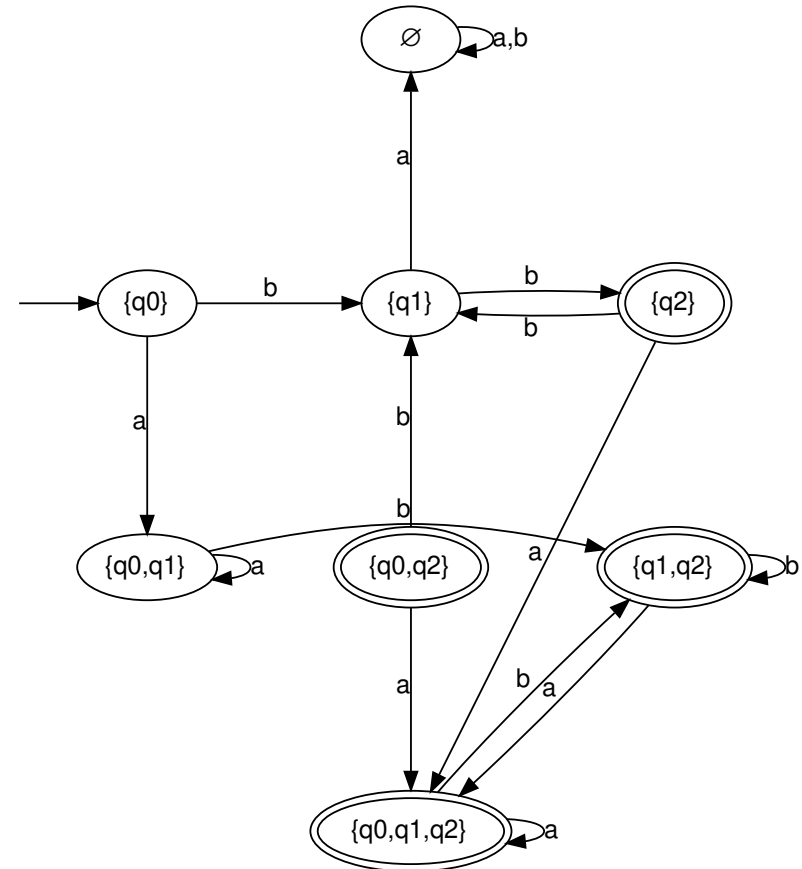 ∅
a,b
a
{q0}
b
{q1}
b
b
{q2}
a
b
b
{q0,q1}
a
{q0,q2}
a
{q1,q2}
b
a
b
a
{q0,q1,q2}
a